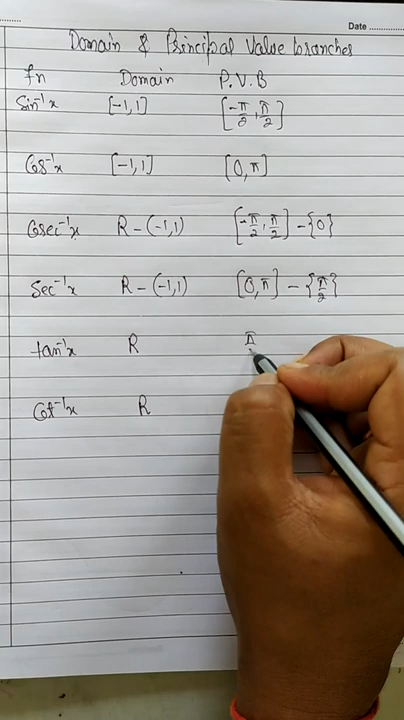 Date
Domain & Principal Value branches
fn Domain P.V.B
Sin⁻¹x [-1,1] [-π/2, π/2]
Cos⁻¹x [-1,1] [0,π]
Cosec⁻¹x R-(-1,1) [-π/2, π/2] - {0}
Sec⁻¹x R-(-1,1) [0,π] - {π/2}
tan⁻¹x R π
Cot⁻¹x R